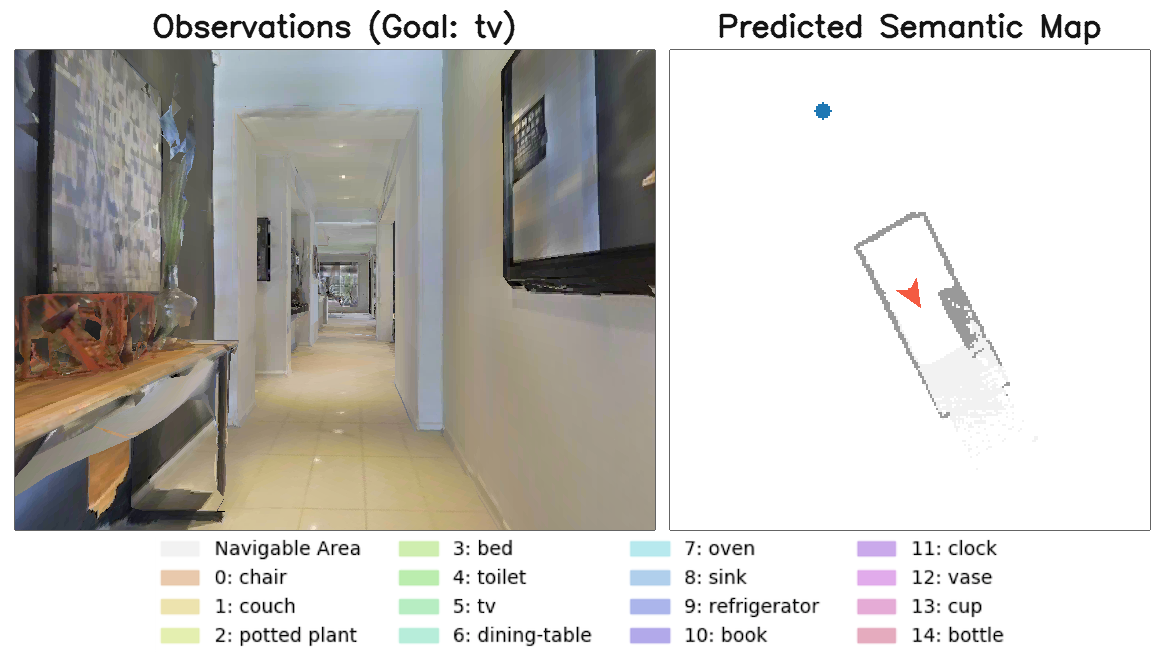 Observations (Goal: tv)
Predicted Semantic Map
Navigable Area
0: chair
1: couch
2: potted plant
3: bed
4: toilet
5: tv
6: dining-table
7: oven
8: sink
9: refrigerator
10: book
11: clock
12: vase
13: cup
14: bottle